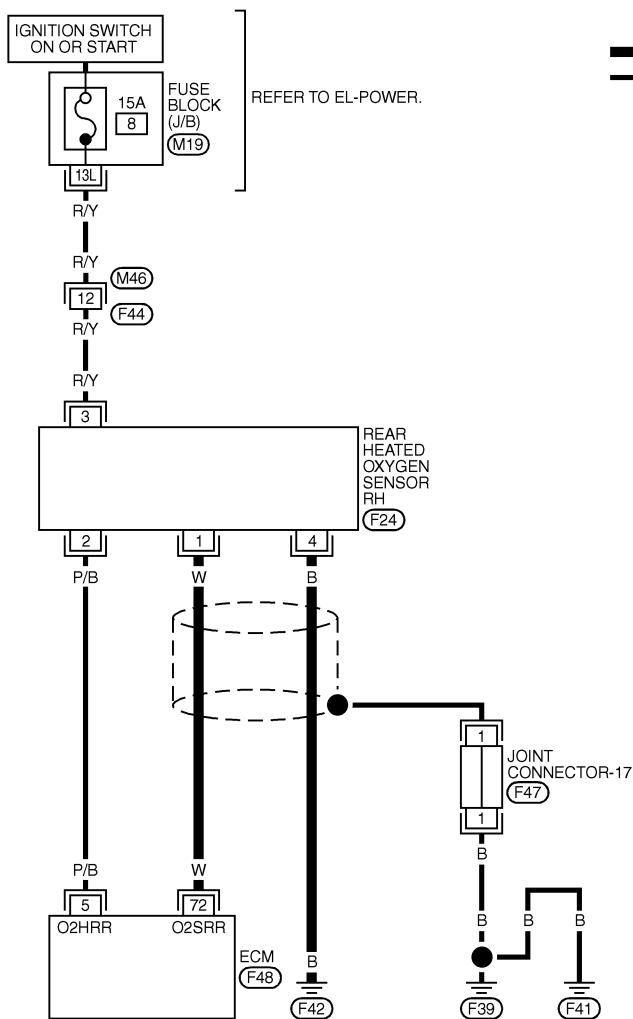 IGNITION SWITCH
ON OR START
FUSE
BLOCK
(J/B)
M19
15A
8
REFER TO EL-POWER.
13L
R/Y
R/Y
M46
12
F44
R/Y
R/Y
3
REAR
HEATED
OXYGEN
SENSOR
RH
F24
2
1
4
P/B
W
B
1
JOINT
CONNECTOR-17
F47
1
B
P/B
W
B
B
B
5
72
O2HRR
O2SRR
ECM
F48
B
F42
F39
F41